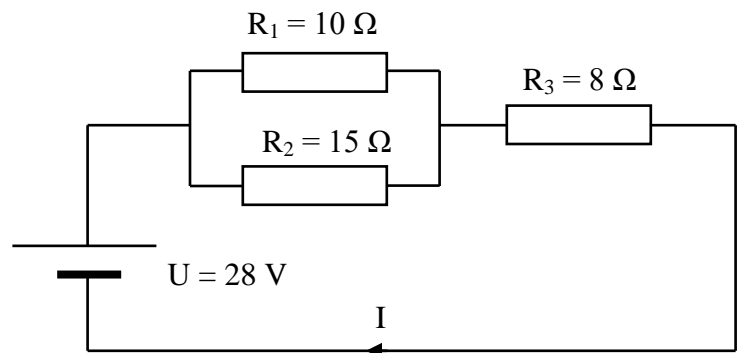 R₁ = 10 Ω
R₃ = 8 Ω
R₂ = 15 Ω
U = 28 V
I